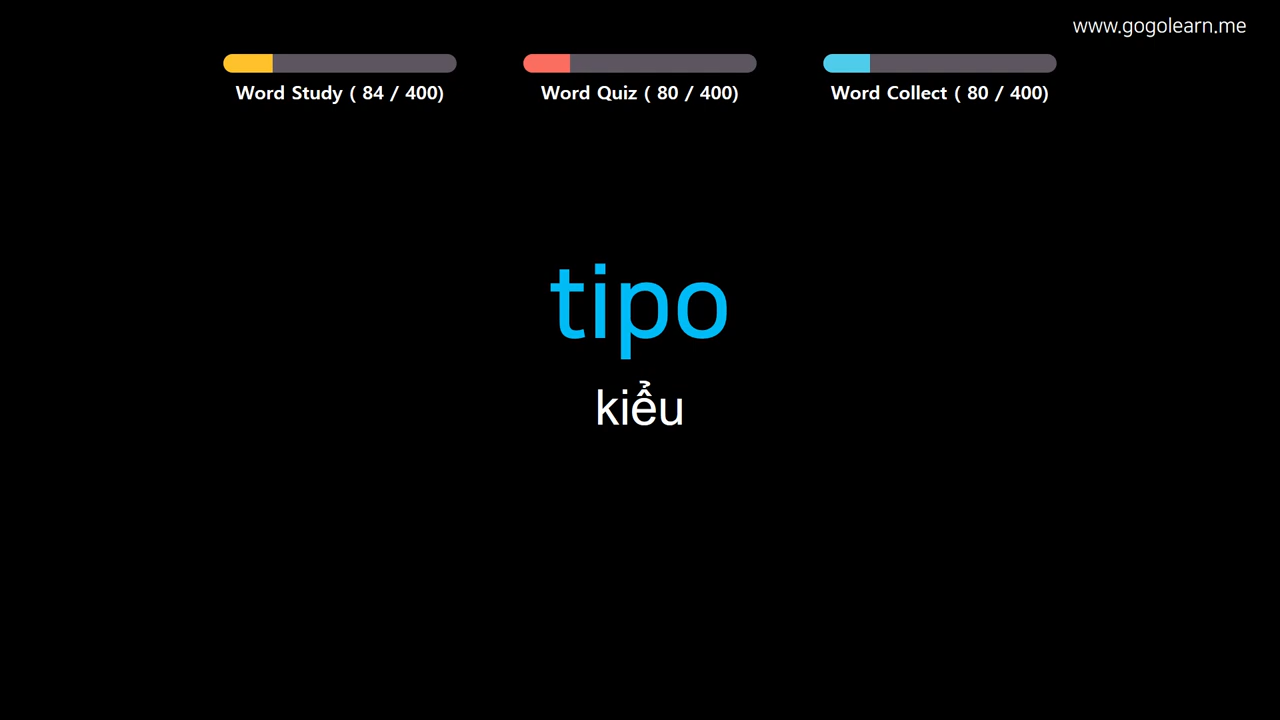 www.gogolearn.me
Word Study ( 84 / 400)
Word Quiz ( 80 / 400)
Word Collect ( 80 / 400)
tipo
kiểu